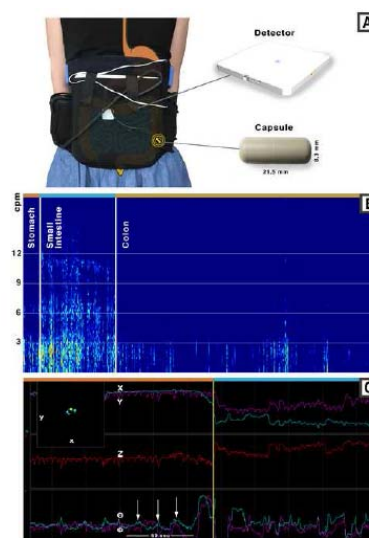 A
Detector
Capsule
21.5 mm
8.3 mm
B
cpm
Stomach
Small
intestine
Colon
12
9
6
3
C
X
Y
y
x
Z